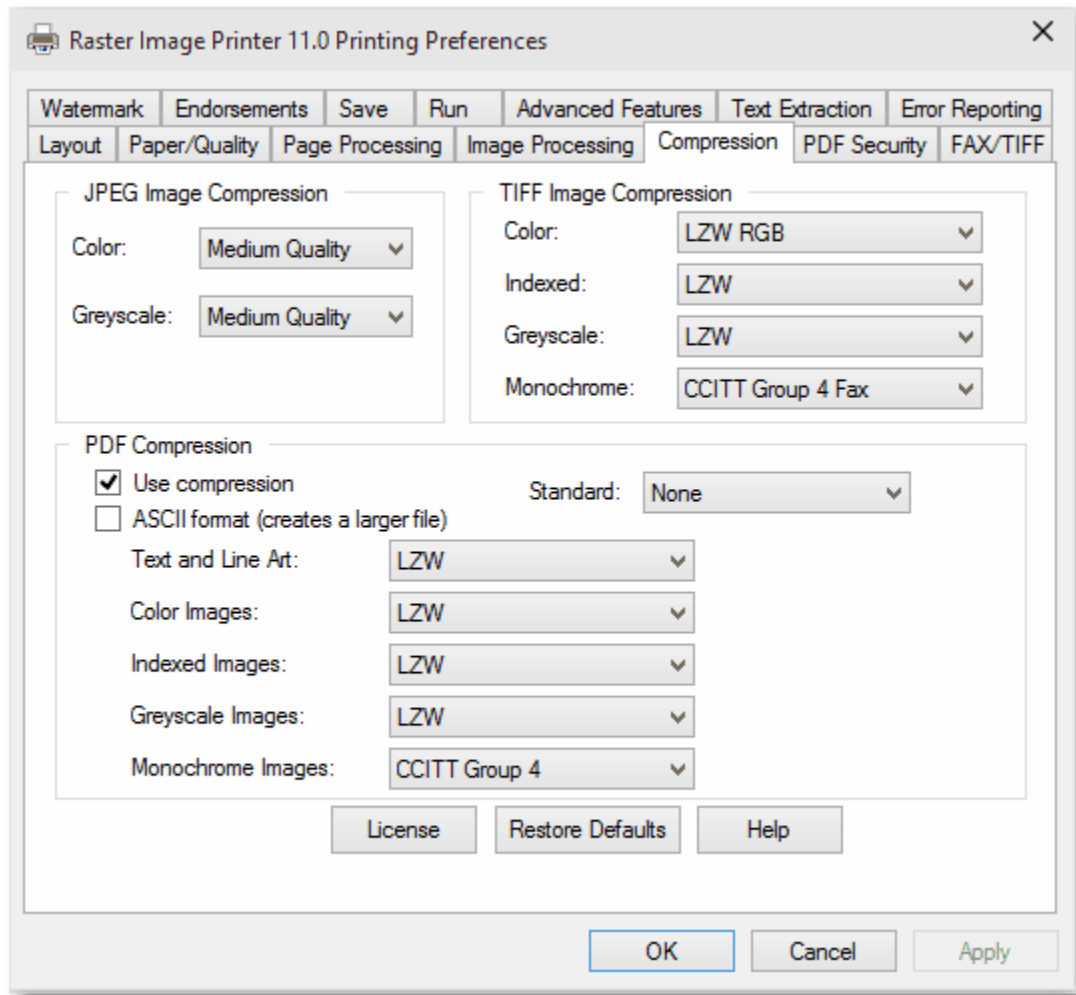 Raster Image Printer 11.0 Printing Preferences
Watermark Endorsements Save Run Advanced Features Text Extraction Error Reporting
Layout Paper/Quality Page Processing Image Processing Compression PDF Security FAX/TIFF
JPEG Image Compression
Color: Medium Quality
Greyscale: Medium Quality
TIFF Image Compression
Color: LZW RGB
Indexed: LZW
Greyscale: LZW
Monochrome: CCITT Group 4 Fax
PDF Compression
Use compression Standard: None
ASCII format (creates a larger file)
Text and Line Art: LZW
Color Images: LZW
Indexed Images: LZW
Greyscale Images: LZW
Monochrome Images: CCITT Group 4
License Restore Defaults Help
OK Cancel Apply